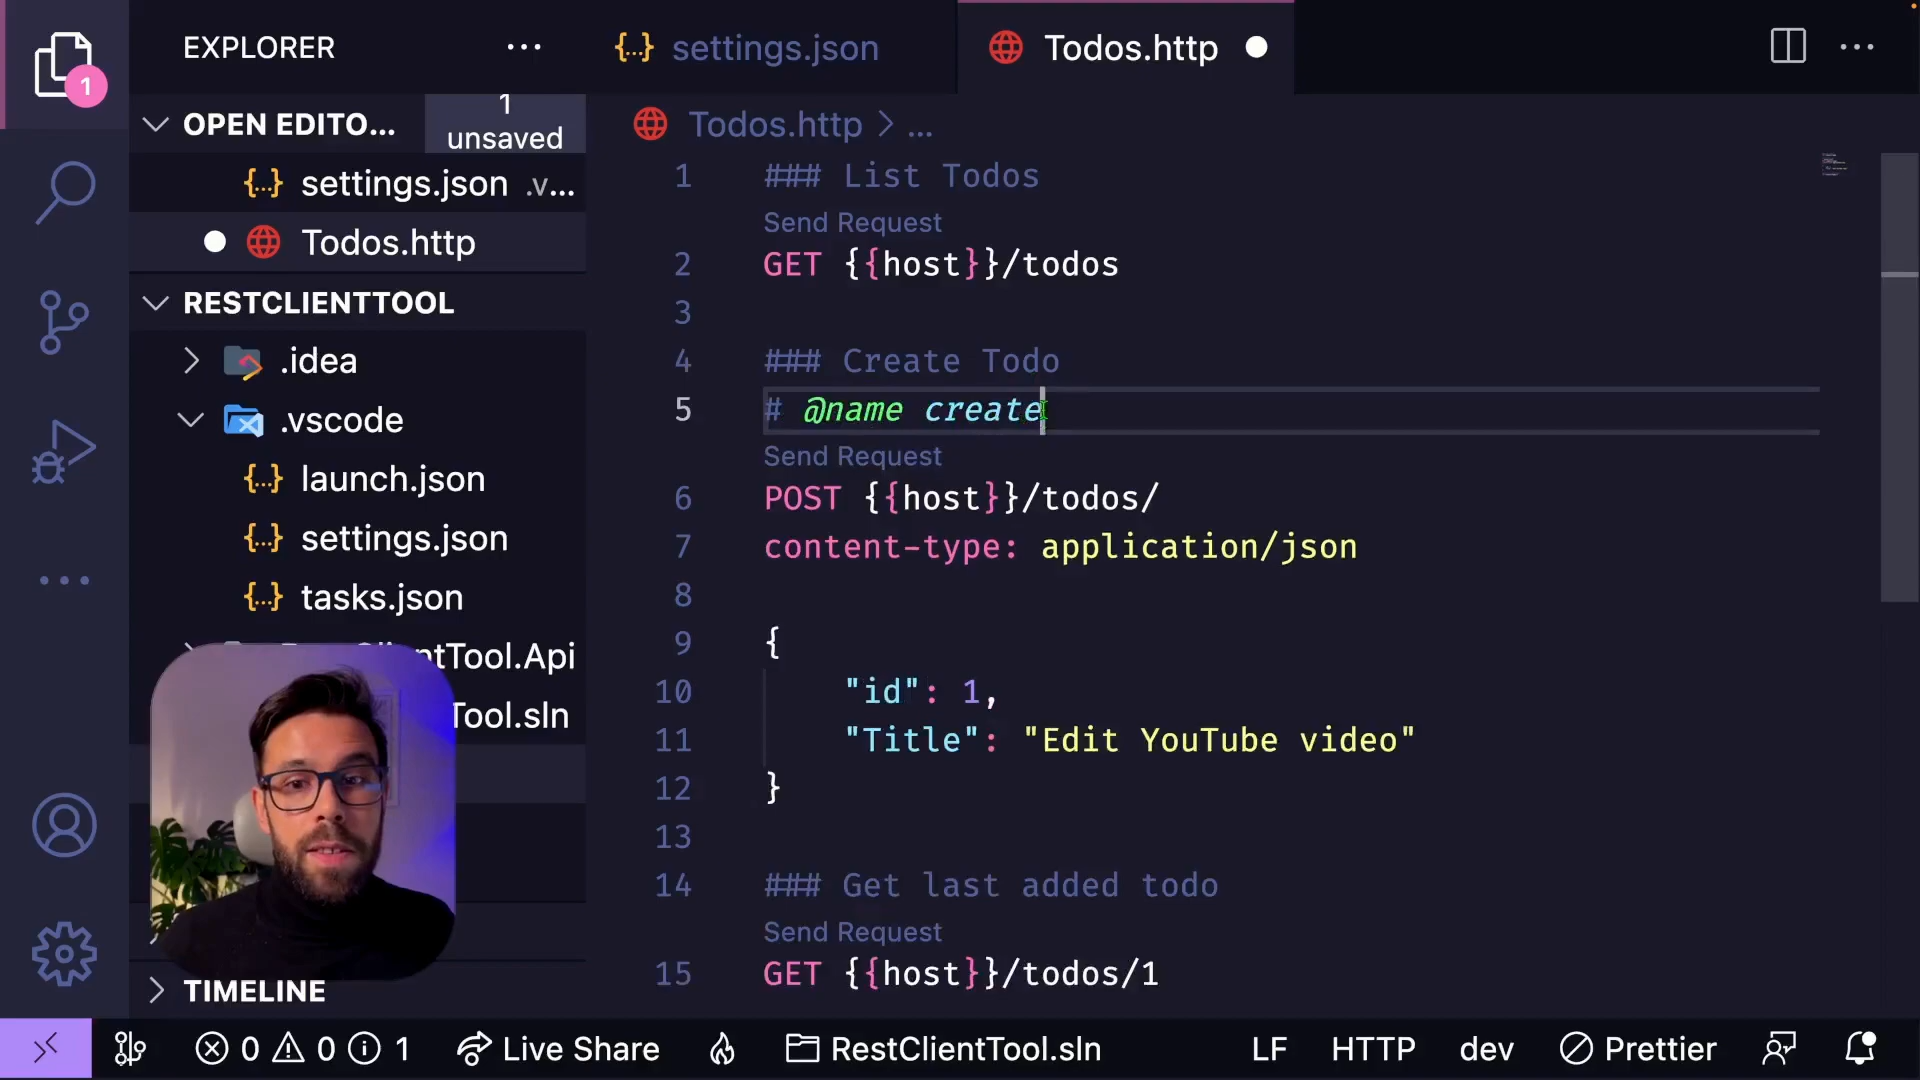 EXPLORER
settings.json
Todos.http
1
OPEN EDITO...
1 unsaved
settings.json .v...
Todos.http
RESTCLIENTTOOL
.idea
.vscode
launch.json
settings.json
tasks.json
ntTool.Api
Tool.sln
TIMELINE
Todos.http > ...
1 ### List Todos
Send Request
2 GET {{host}}/todos
3
4 ### Create Todo
5 # @name create
Send Request
6 POST {{host}}/todos/
7 content-type: application/json
8
9 {
10 "id": 1,
11 "Title": "Edit YouTube video"
12 }
13
14 ### Get last added todo
Send Request
15 GET {{host}}/todos/1
0 0 1 Live Share RestClientTool.sln LF HTTP dev Prettier